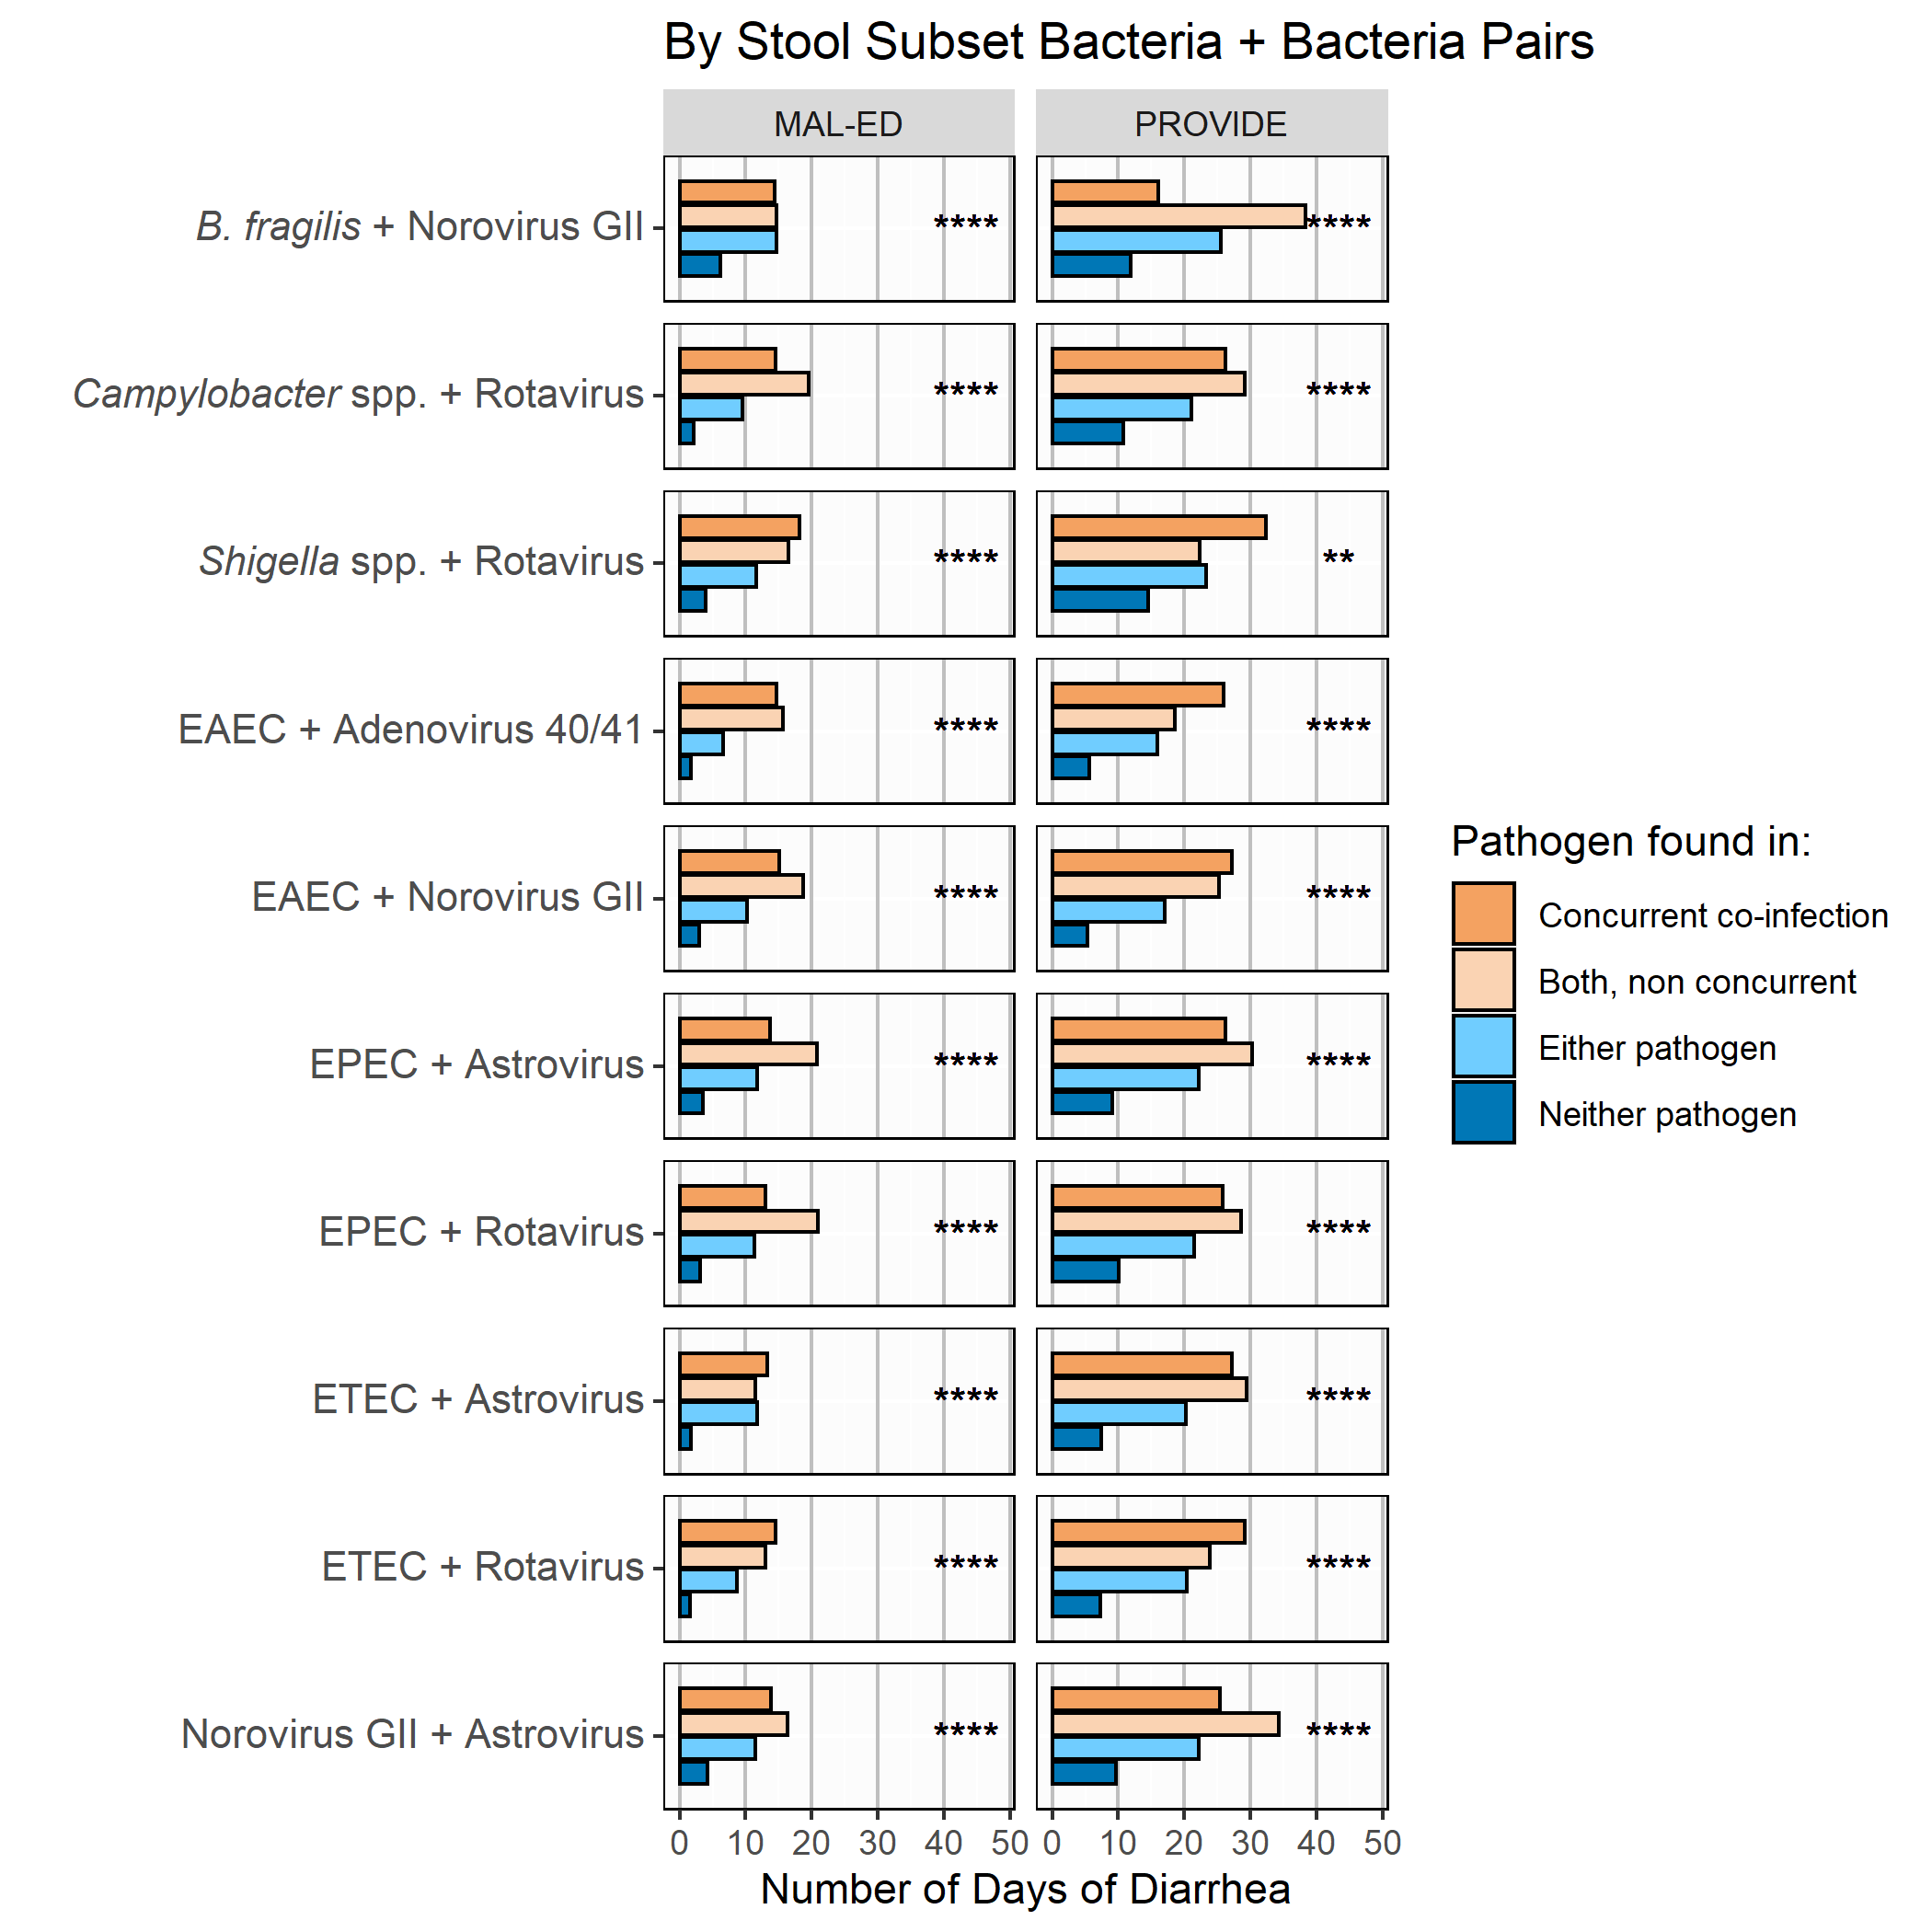 By Stool Subset Bacteria + Bacteria Pairs
MAL-ED PROVIDE
B. fragilis + Norovirus GII **** ****
Campylobacter spp. + Rotavirus **** ****
Shigella spp. + Rotavirus **** **
EAEC + Adenovirus 40/41 **** ****
EAEC + Norovirus GII **** ****
EPEC + Astrovirus **** ****
EPEC + Rotavirus **** ****
ETEC + Astrovirus **** ****
ETEC + Rotavirus **** ****
Norovirus GII + Astrovirus **** ****
0 10 20 30 40 50 0 10 20 30 40 50
Number of Days of Diarrhea
Pathogen found in:
Concurrent co-infection
Both, non concurrent
Either pathogen
Neither pathogen